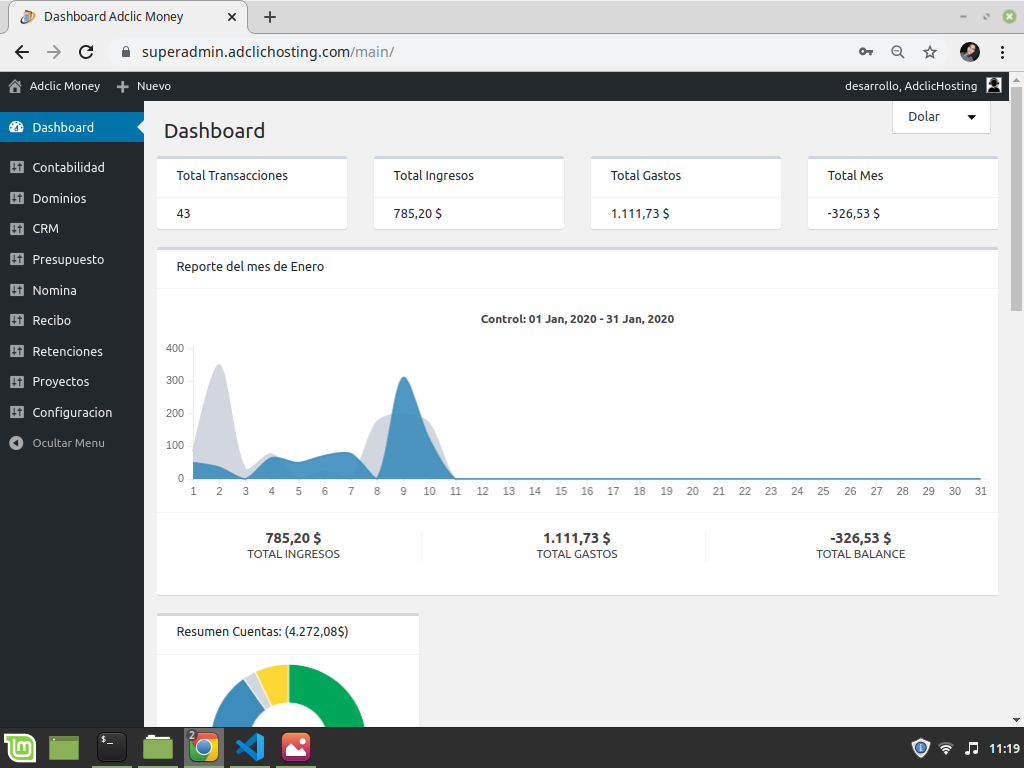 Dashboard Adclic Money
superadmin.adclichosting.com/main/
Adclic Money
Nuevo
desarrollo, AdclicHosting
Dashboard
Contabilidad
Dominios
CRM
Presupuesto
Nomina
Recibo
Retenciones
Proyectos
Configuracion
Ocultar Menu
Dashboard
Dolar
Total Transacciones
43
Total Ingresos
785,20 $
Total Gastos
1.111,73 $
Total Mes
-326,53 $
Reporte del mes de Enero
Control: 01 Jan, 2020 - 31 Jan, 2020
400
300
200
100
0
1 2 3 4 5 6 7 8 9 10 11 12 13 14 15 16 17 18 19 20 21 22 23 24 25 26 27 28 29 30 31
785,20 $
TOTAL INGRESOS
1.111,73 $
TOTAL GASTOS
-326,53 $
TOTAL BALANCE
Resumen Cuentas: (4.272,08$)
2
11:19